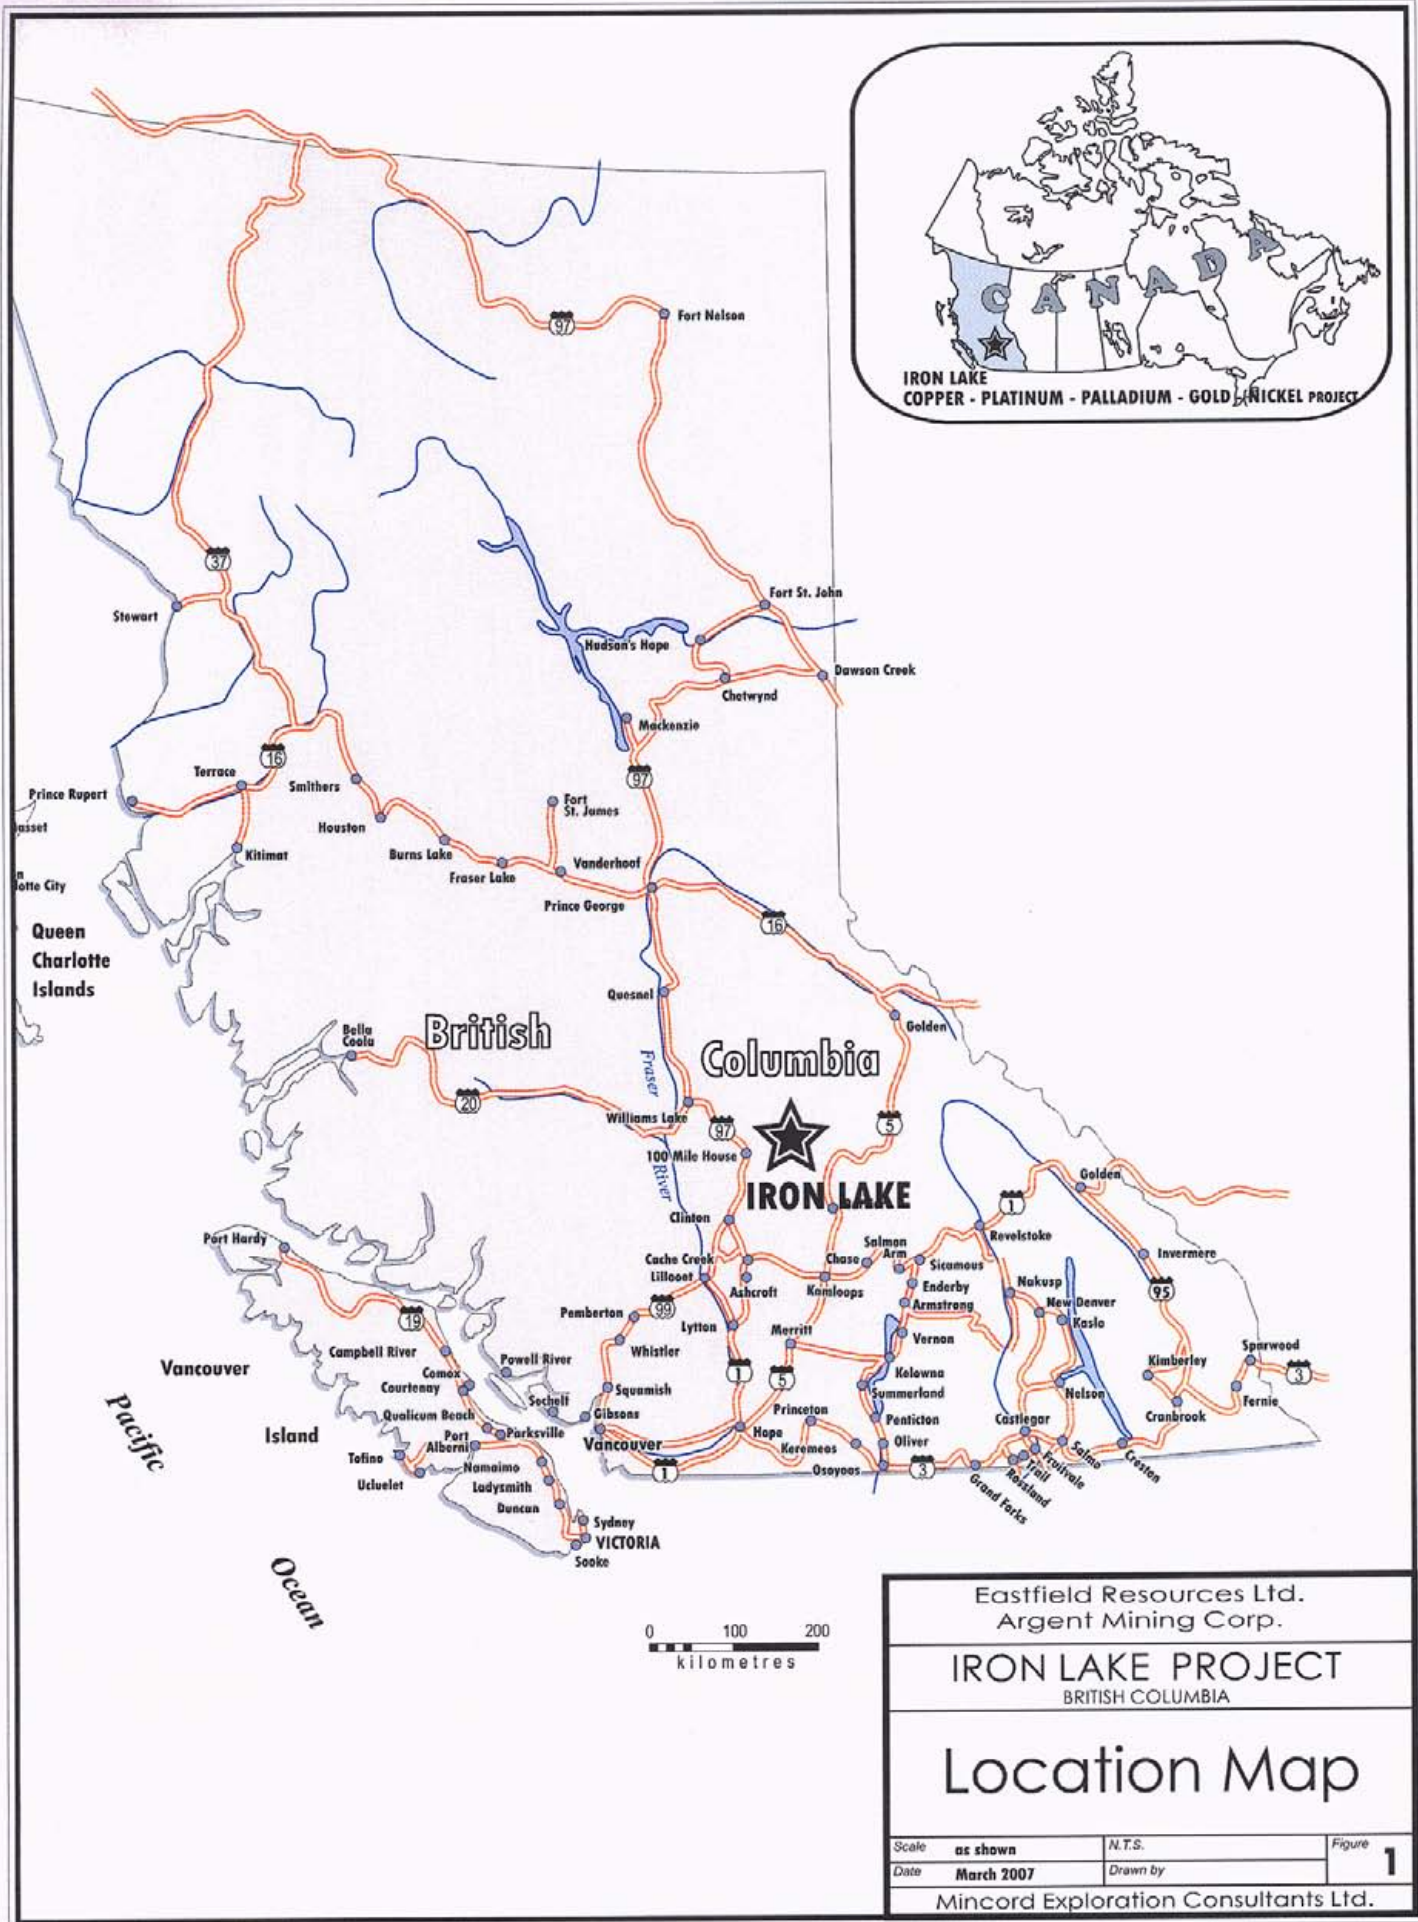 CANADA
IRON LAKE
COPPER - PLATINUM - PALLADIUM - GOLD - NICKEL PROJECT
97
Fort Nelson
37
Stewart
Fort St. John
Hudson's Hope
Dawson Creek
Chetwynd
Mackenzie
16
97
Terrace
Smithers
Prince Rupert
Fort
St. James
Houston
Kitimat
Burns Lake
Vanderhoof
Fraser Lake
Prince George
16
Queen
Charlotte
Islands
lotte City
asset
Quesnel
Golden
Bella
Coola
British
Columbia
Fraser
River
20
Williams Lake
97
5
100 Mile House
IRON LAKE
Clinton
Golden
1
Revelstoke
Port Hardy
Cache Creek
Lillooet
Ashcroft
Chase
Salmon
Arm
Sicamous
Kamloops
Enderby
Armstrong
Invermere
Nakusp
New Denver
Kaslo
95
99
Pemberton
Lytton
Merritt
Vernon
19
Whistler
Campbell River
Powell River
Kelowna
Kimberley
Sparwood
3
Vancouver
Comox
Courtenay
Squamish
1
5
Summerland
Nelson
Fernie
Sechelt
Gibsons
Princeton
Penticton
Castlegar
Cranbrook
Island
Qualicum Beach
Parksville
Vancouver
Hope
Keremeos
Oliver
Port
Alberni
Tofino
Ucluelet
Namaimo
1
Osoyoos
3
Salmo
Creston
Fruitvale
Trail
Rossland
Grand Forks
Ladysmith
Duncan
Sydney
VICTORIA
Sooke
Pacific
Ocean
0 100 200
kilometres
Eastfield Resources Ltd.
Argent Mining Corp.
IRON LAKE PROJECT
BRITISH COLUMBIA
Location Map
Scale as shown N.T.S. Figure 1
Date March 2007 Drawn by
Mincord Exploration Consultants Ltd.